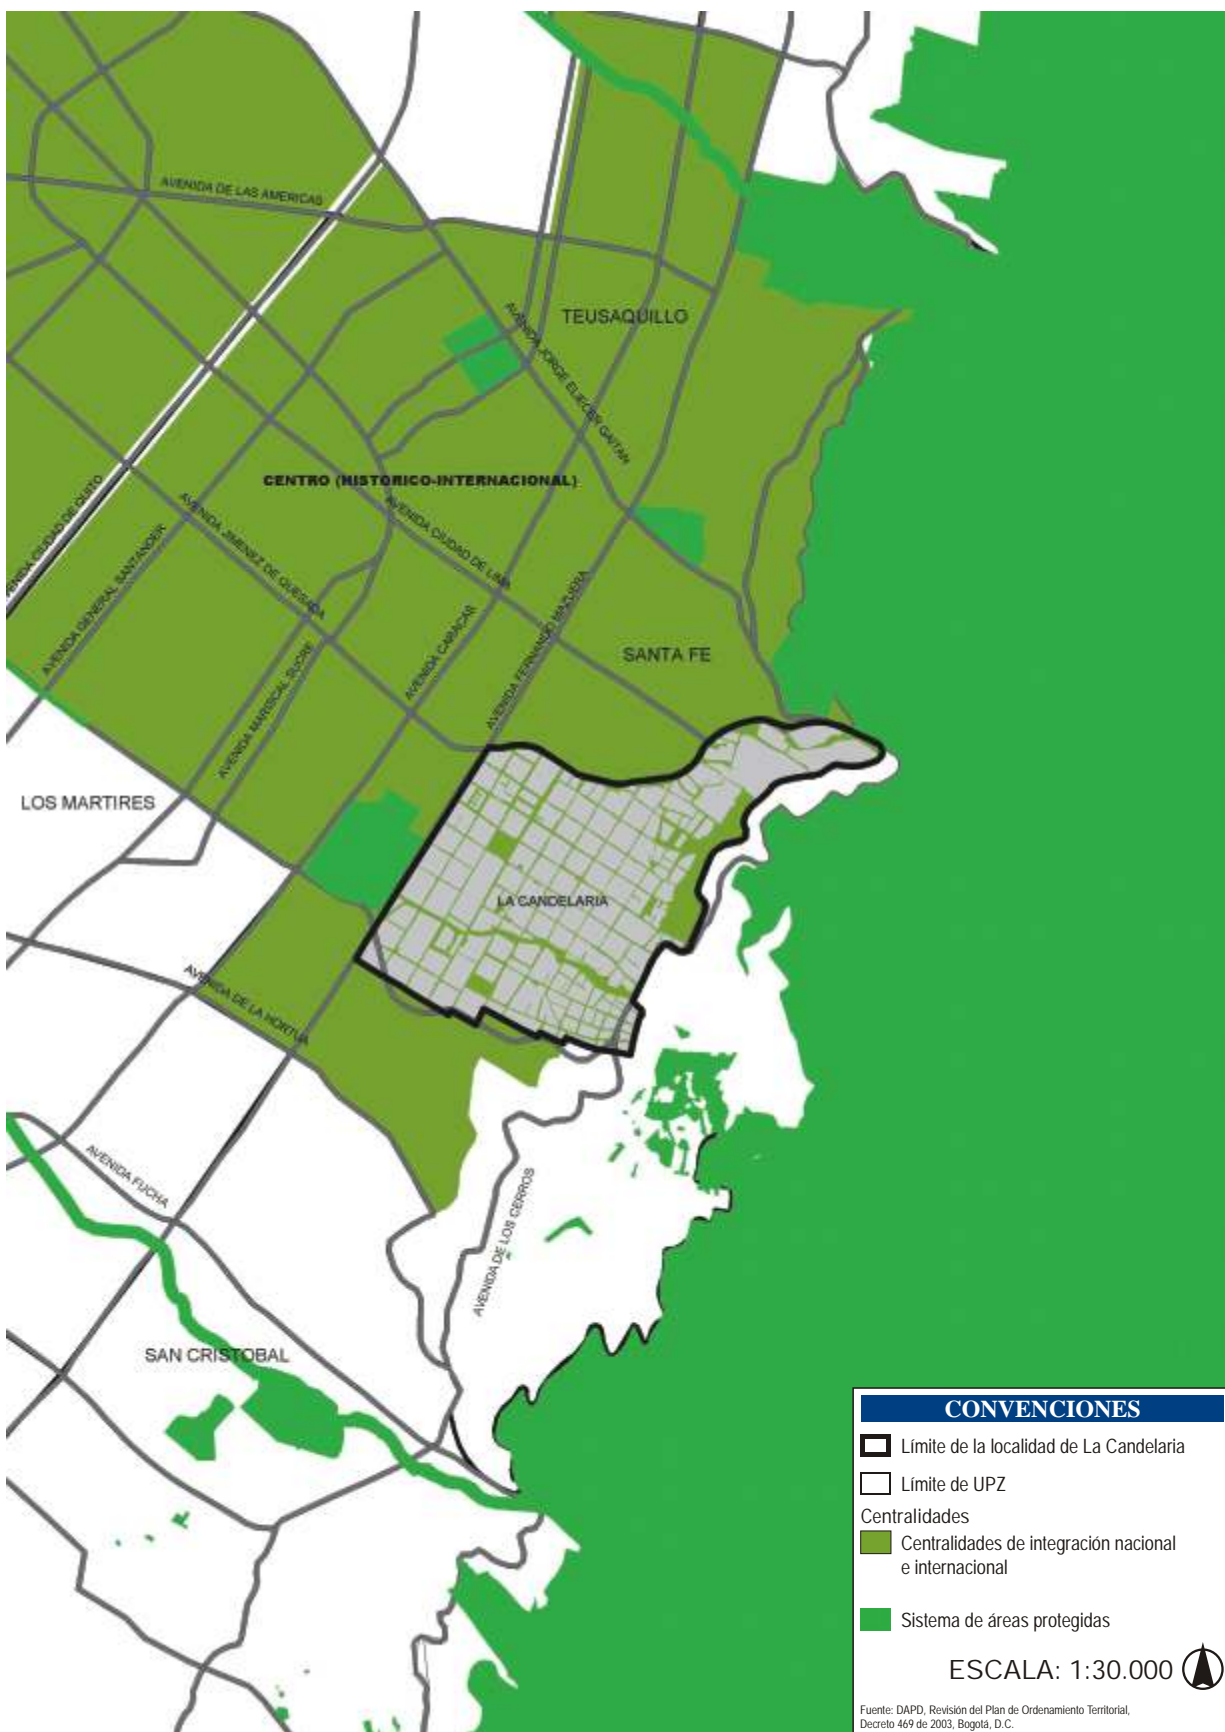 AVENIDA DE LAS AMERICAS
TEUSAQUILLO
AVENIDA JORGE ELIECER GAITAN
CENTRO (HISTORICO-INTERNACIONAL)
AVENIDA CIUDAD DE QUITO
AVENIDA GENERAL SANTANDER
AVENIDA JIMENEZ DE QUESADA
AVENIDA CIUDAD DE LIMA
AVENIDA MARISCAL SUCRE
AVENIDA CARACAS
AVENIDA FERNANDO MAZUERA
SANTA FE
LOS MARTIRES
LA CANDELARIA
AVENIDA DE LA HORTUA
AVENIDA FUCHA
AVENIDA DE LOS CERROS
SAN CRISTOBAL
CONVENCIONES
Límite de la localidad de La Candelaria
Límite de UPZ
Centralidades
Centralidades de integración nacional
e internacional
Sistema de áreas protegidas
ESCALA: 1:30.000
Fuente: DAPD, Revisión del Plan de Ordenamiento Territorial,
Decreto 469 de 2003, Bogotá, D.C.